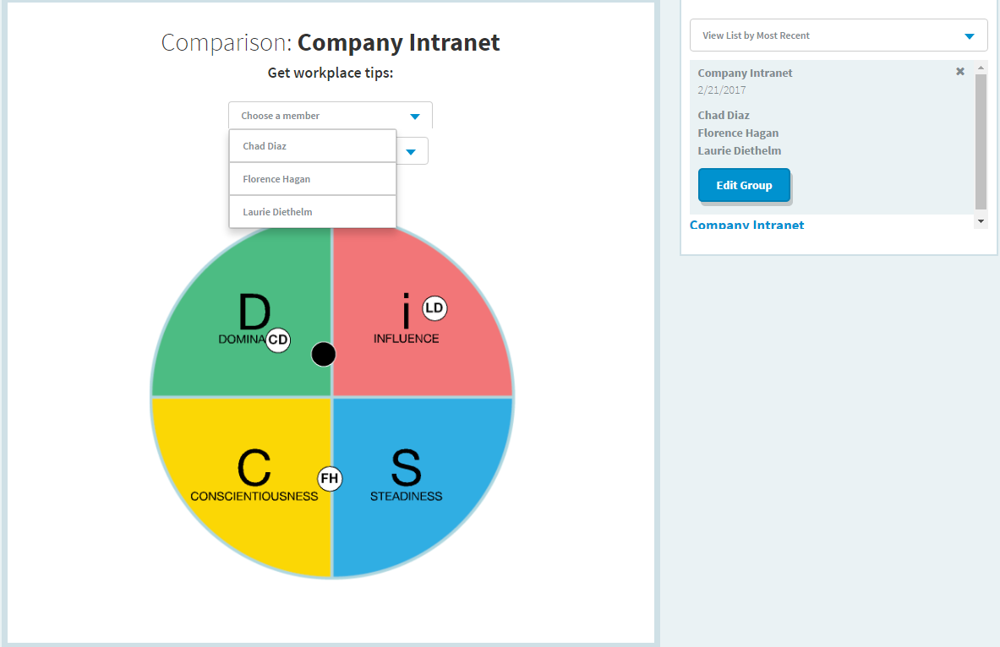 Comparison: Company Intranet
Get workplace tips:
Choose a member
Chad Diaz
Florence Hagan
Laurie Diethelm
D
DOMINA
CD
i
LD
INFLUENCE
C
CONSCIENTIOUSNESS
FH
S
STEADINESS
View List by Most Recent
Company Intranet
2/21/2017
Chad Diaz
Florence Hagan
Laurie Diethelm
Edit Group
Company Intranet